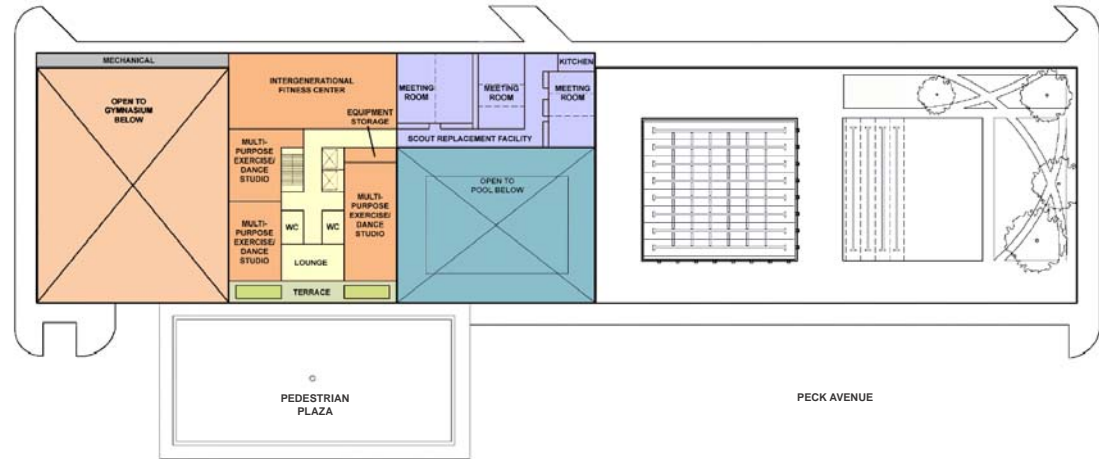 MECHANICAL
OPEN TO
GYMNASIUM
BELOW
INTERGENERATIONAL
FITNESS CENTER
EQUIPMENT
STORAGE
MULTI-
PURPOSE
EXERCISE/
DANCE
STUDIO
MULTI-
PURPOSE
EXERCISE/
DANCE
STUDIO
MULTI-
PURPOSE
EXERCISE/
DANCE
STUDIO
WC
WC
LOUNGE
TERRACE
MEETING
ROOM
MEETING
ROOM
KITCHEN
MEETING
ROOM
SCOUT REPLACEMENT FACILITY
OPEN TO
POOL BELOW
PEDESTRIAN
PLAZA
PECK AVENUE